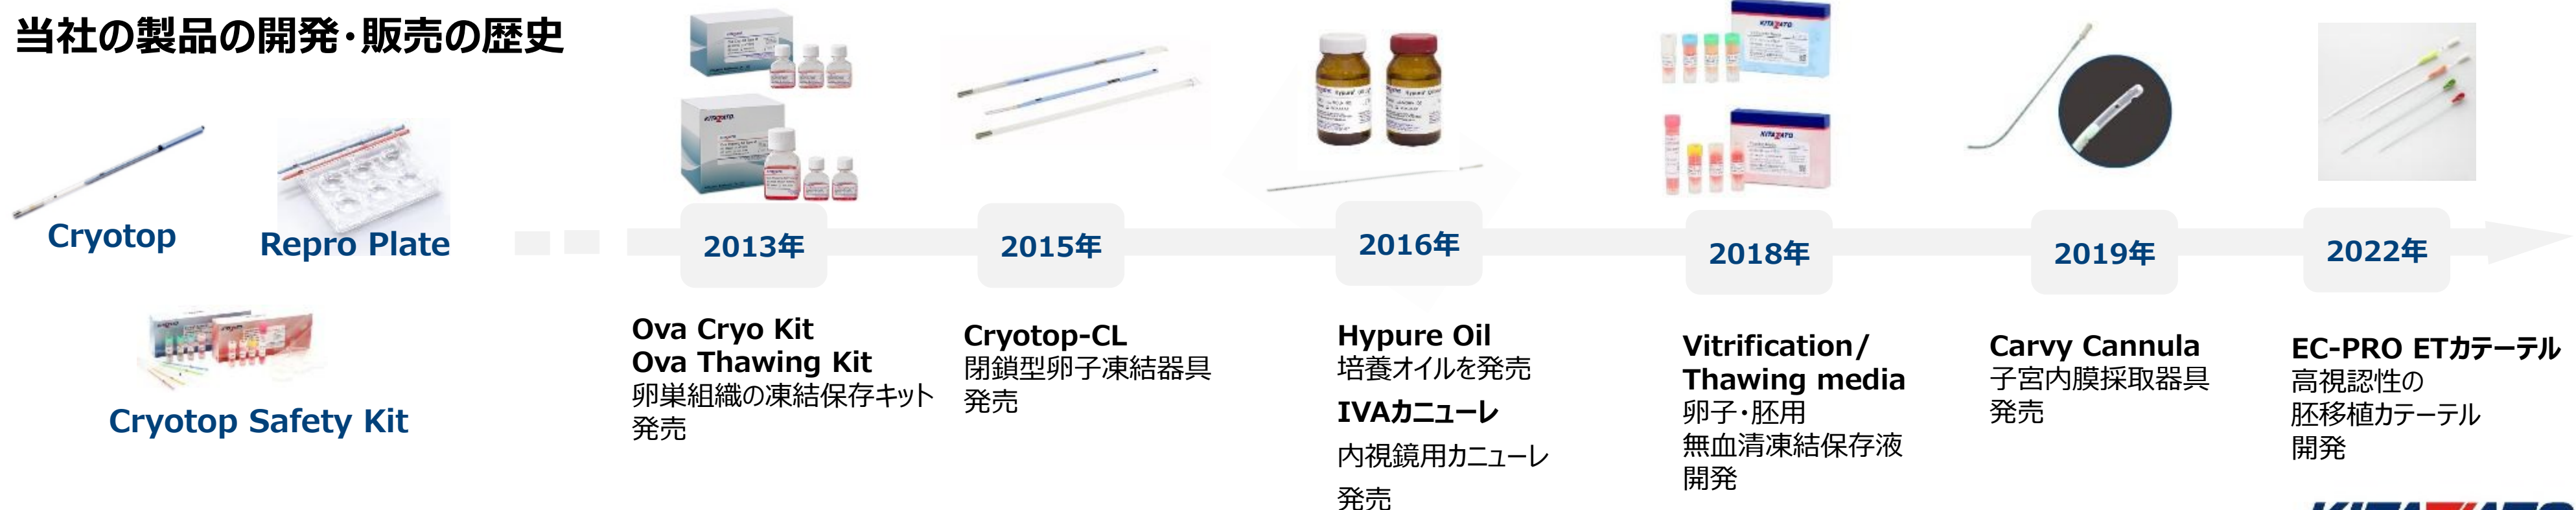 当社の製品の開発・販売の歴史
Cryotop
Repro Plate
Cryotop Safety Kit
2013年
Ova Cryo Kit
Ova Thawing Kit
卵巣組織の凍結保存キット
発売
2015年
Cryotop-CL
閉鎖型卵子凍結器具
発売
2016年
Hypure Oil
培養オイルを発売
IVAカニューレ
内視鏡用カニューレ
発売
2018年
Vitrification/
Thawing media
卵子・胚用
無血清凍結保存液
開発
2019年
Carvy Cannula
子宮内膜採取器具
発売
2022年
EC-PRO ETカテーテル
高視認性の
胚移植カテーテル
開発
KITAZATO